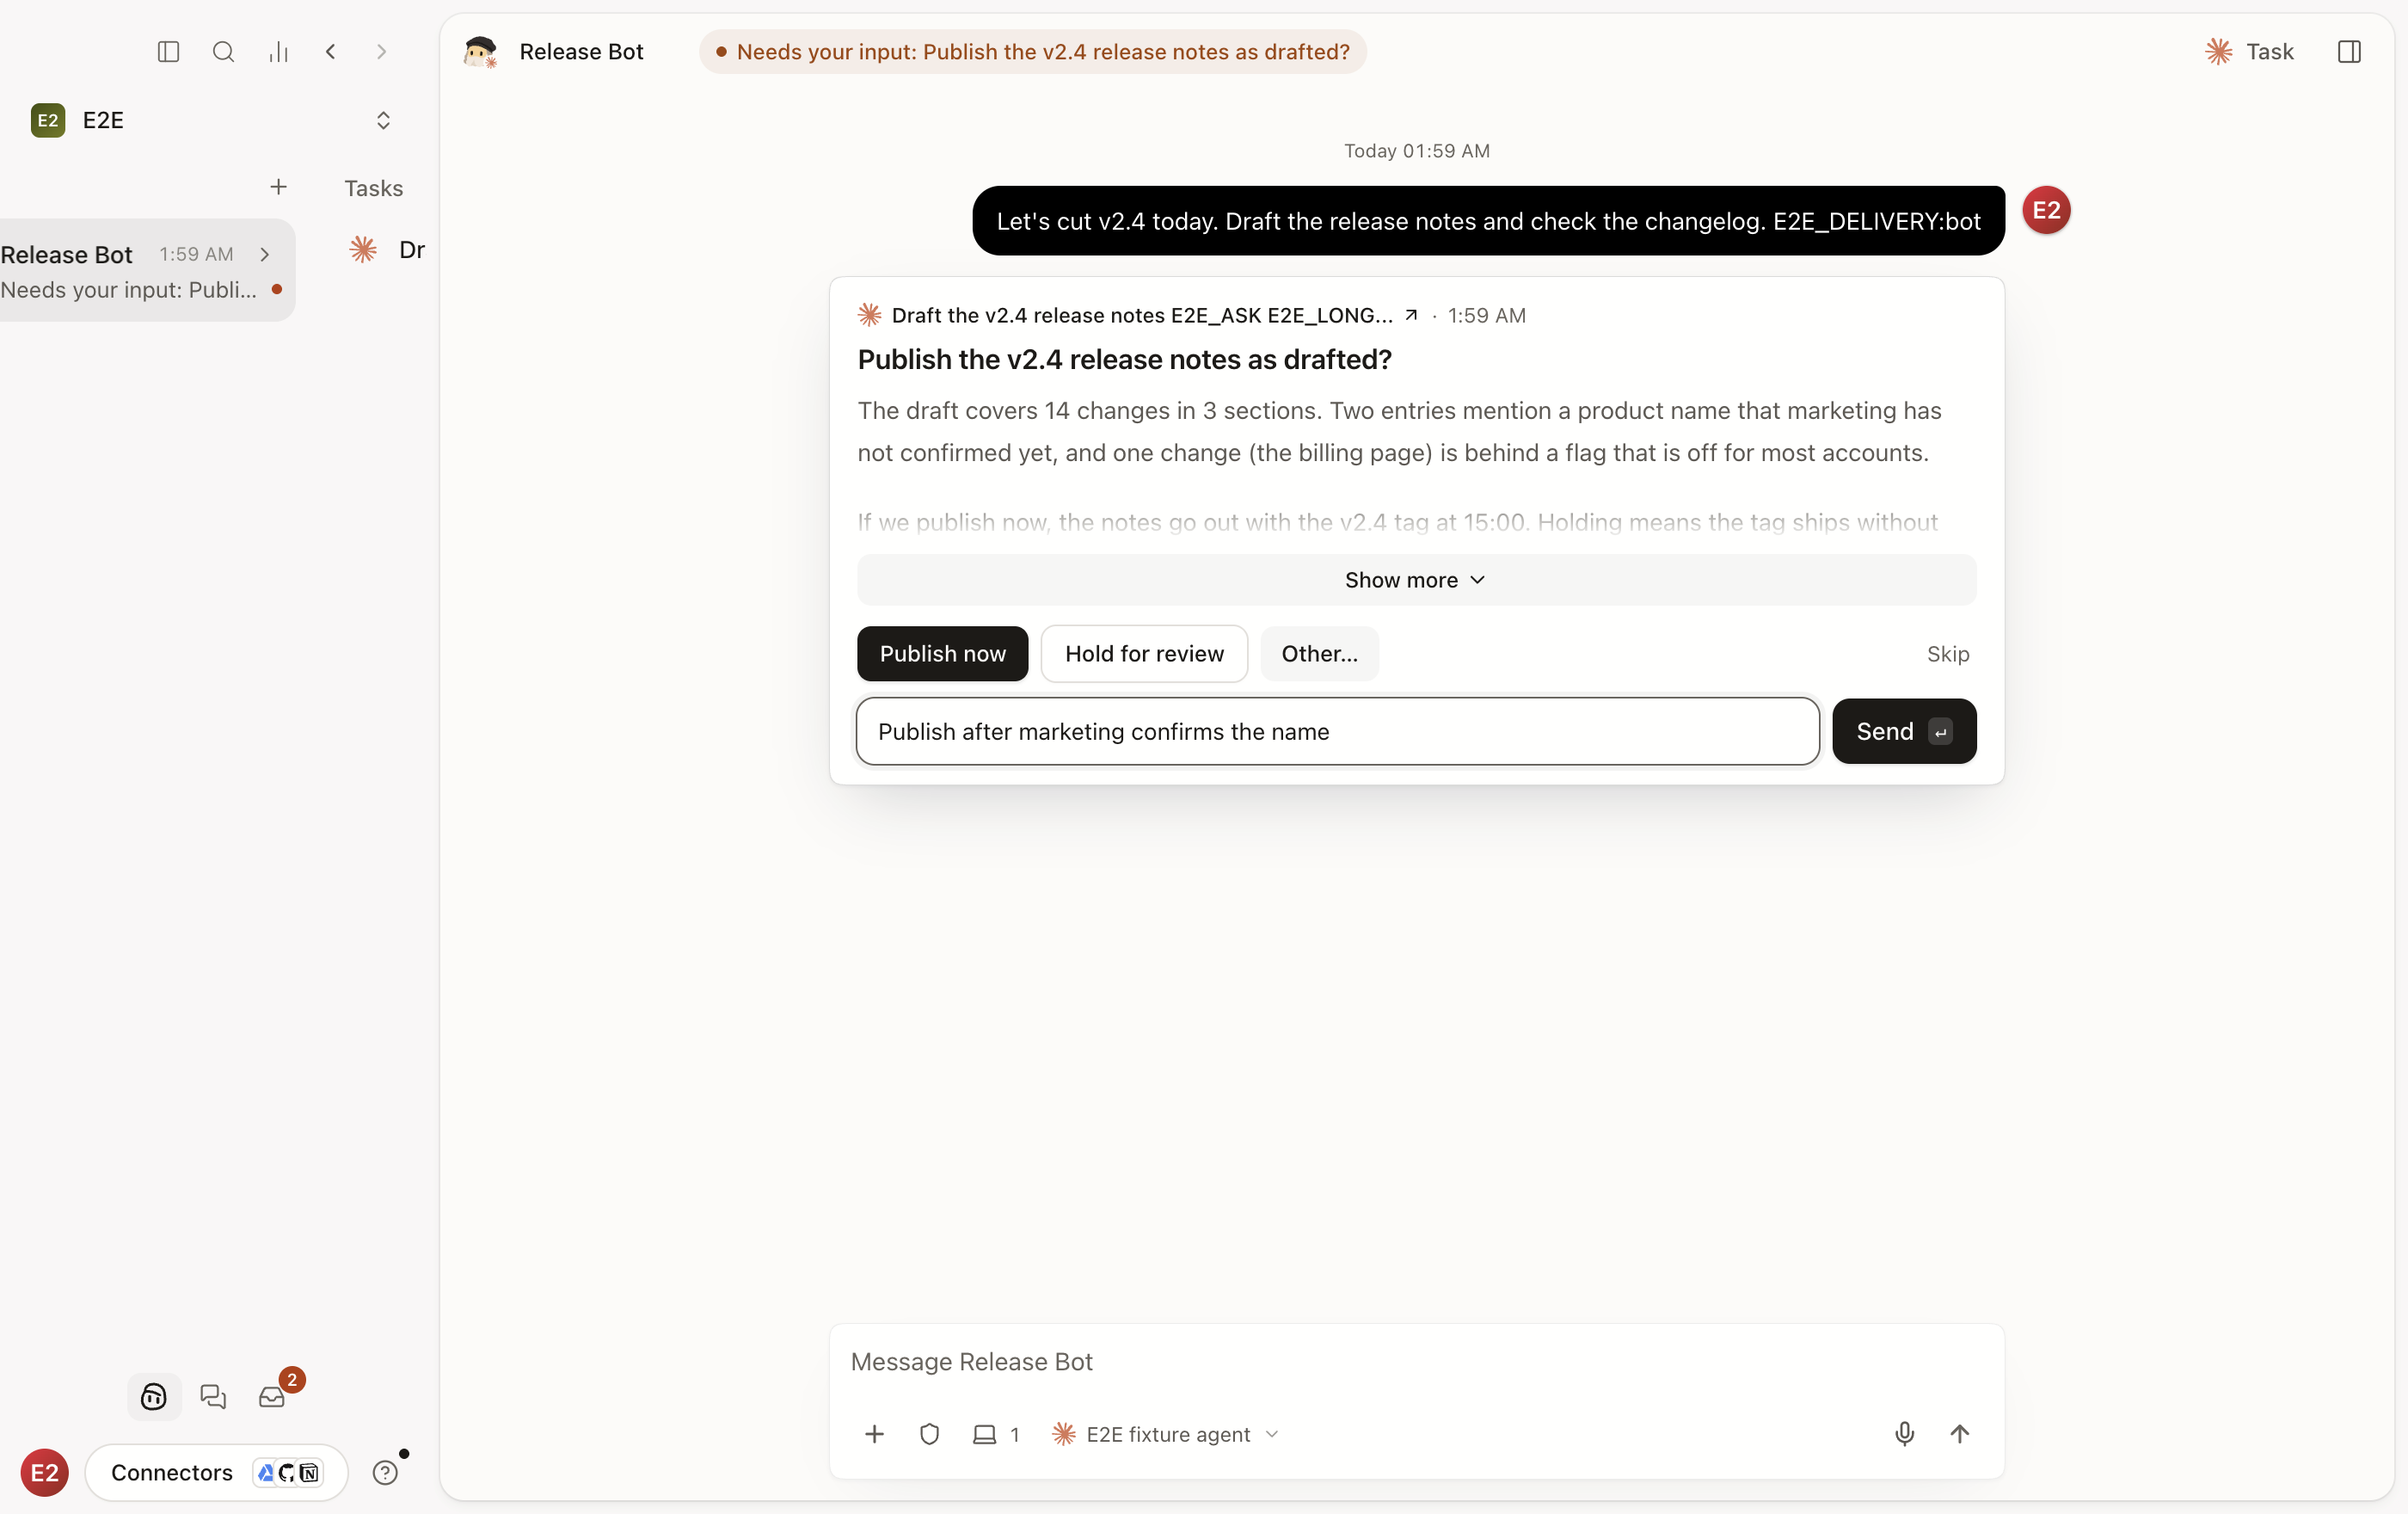 Release Bot
Needs your input: Publish the v2.4 release notes as drafted?
Task
E2 E2E
Tasks
Release Bot 1:59 AM
Needs your input: Publi...
Dr
Today 01:59 AM
Let's cut v2.4 today. Draft the release notes and check the changelog. E2E_DELIVERY:bot
E2
Draft the v2.4 release notes E2E_ASK E2E_LONG... · 1:59 AM
Publish the v2.4 release notes as drafted?
The draft covers 14 changes in 3 sections. Two entries mention a product name that marketing has
not confirmed yet, and one change (the billing page) is behind a flag that is off for most accounts.
If we publish now, the notes go out with the v2.4 tag at 15:00. Holding means the tag ships without
Show more
Publish now
Hold for review
Other...
Skip
Publish after marketing confirms the name
Send
Message Release Bot
1
E2E fixture agent
2
E2
Connectors